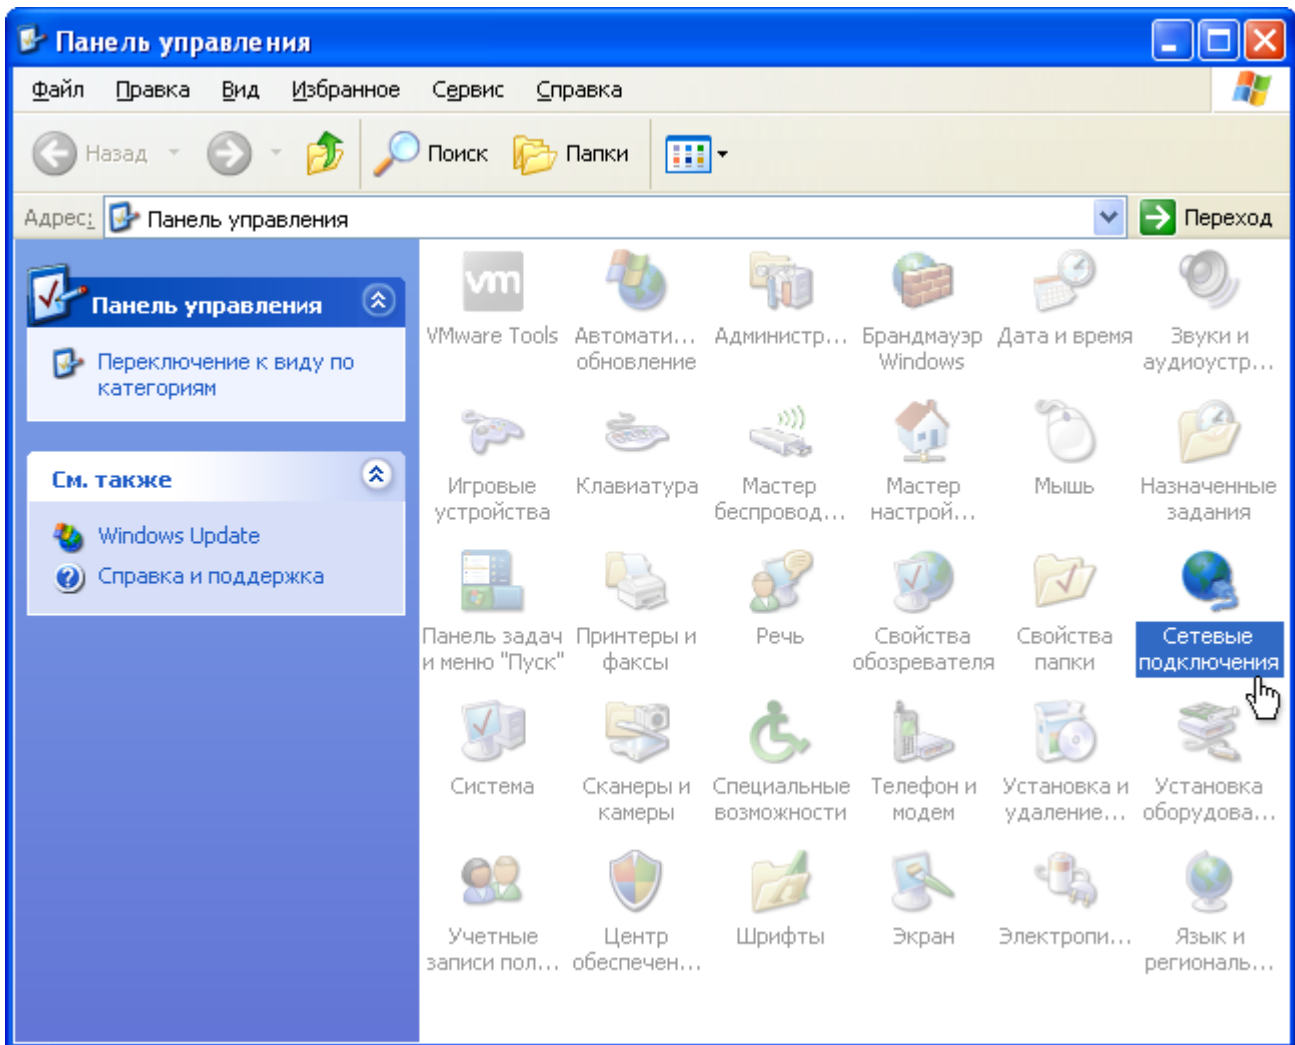 Панель управления
Файл Правка Вид Избранное Сервис Справка
Назад Поиск Папки
Адрес: Панель управления Переход
Панель управления
Переключение к виду по
категориям
См. также
Windows Update
Справка и поддержка
vm
VMware Tools Автомати... Администр... Брандмауэр Дата и время Звуки и
обновление Windows аудиоустр...
Игровые Клавиатура Мастер Мастер Мышь Назначенные
устройства беспровод... настрой... задания
Панель задач Принтеры и Речь Свойства Свойства Сетевые
и меню "Пуск" факсы обозревателя папки подключения
Система Сканеры и Специальные Телефон и Установка и Установка
камеры возможности модем удаление... оборудова...
Учетные Центр Шрифты Экран Электропи... Язык и
записи пол... обеспечен... региональ...